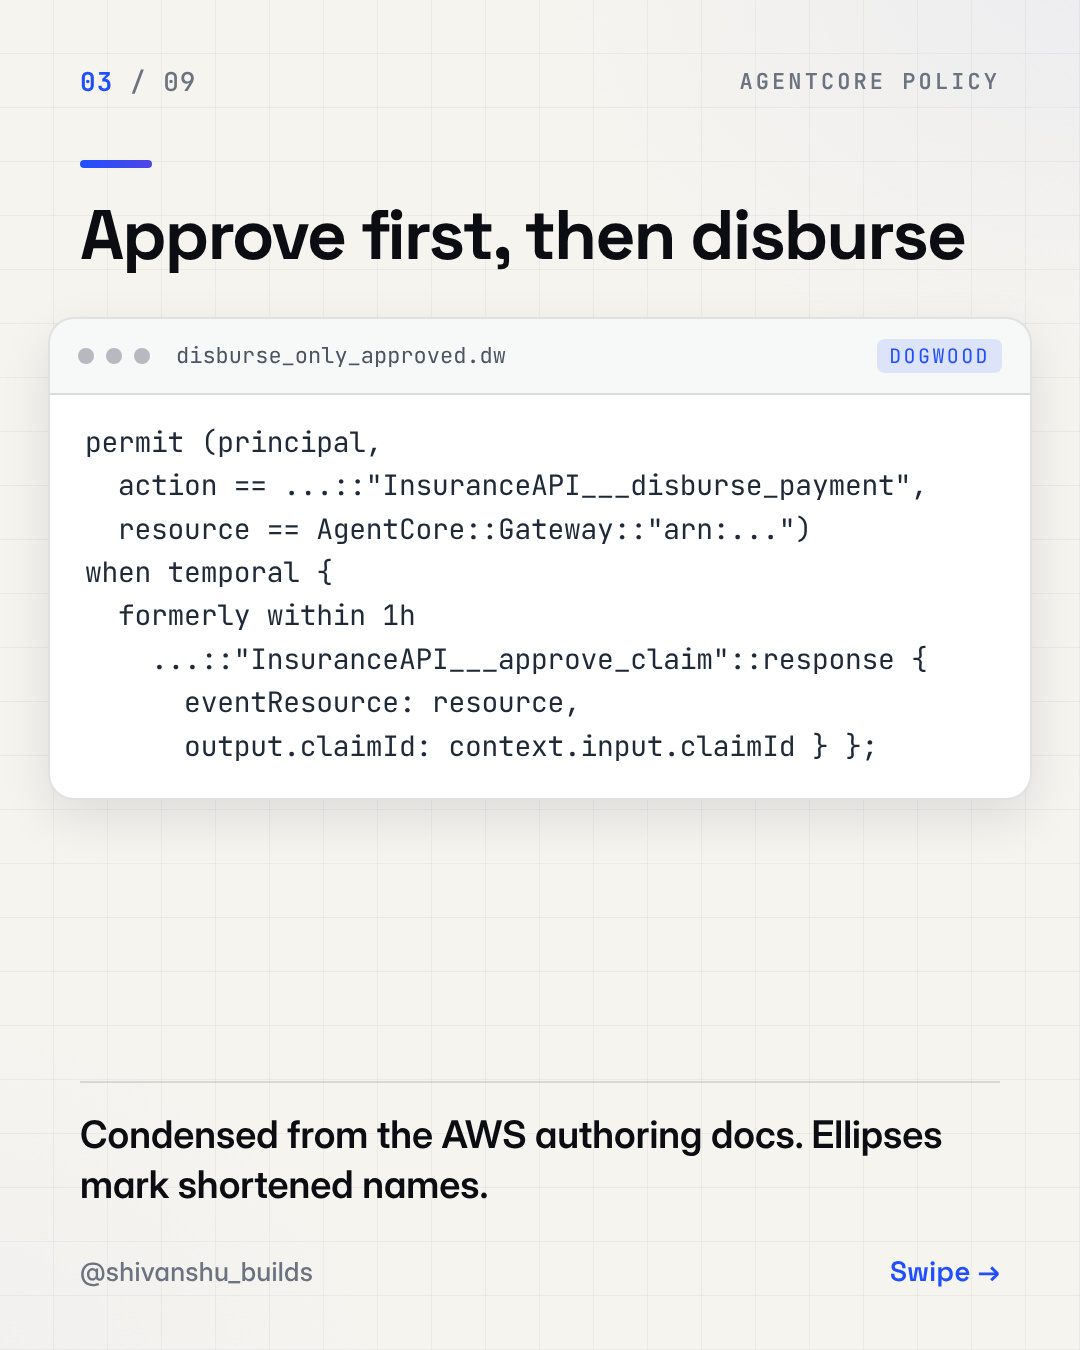 03 / 09
AGENTCORE POLICY
Approve first, then disburse
disburse_only_approved.dw
DOGWOOD
permit (principal,
  action == ...::"InsuranceAPI___disburse_payment",
  resource == AgentCore::Gateway::"arn:...")
when temporal {
  formerly within 1h
    ...::"InsuranceAPI___approve_claim"::response {
      eventResource: resource,
      output.claimId: context.input.claimId } };
Condensed from the AWS authoring docs. Ellipses
mark shortened names.
@shivanshu_builds
Swipe →